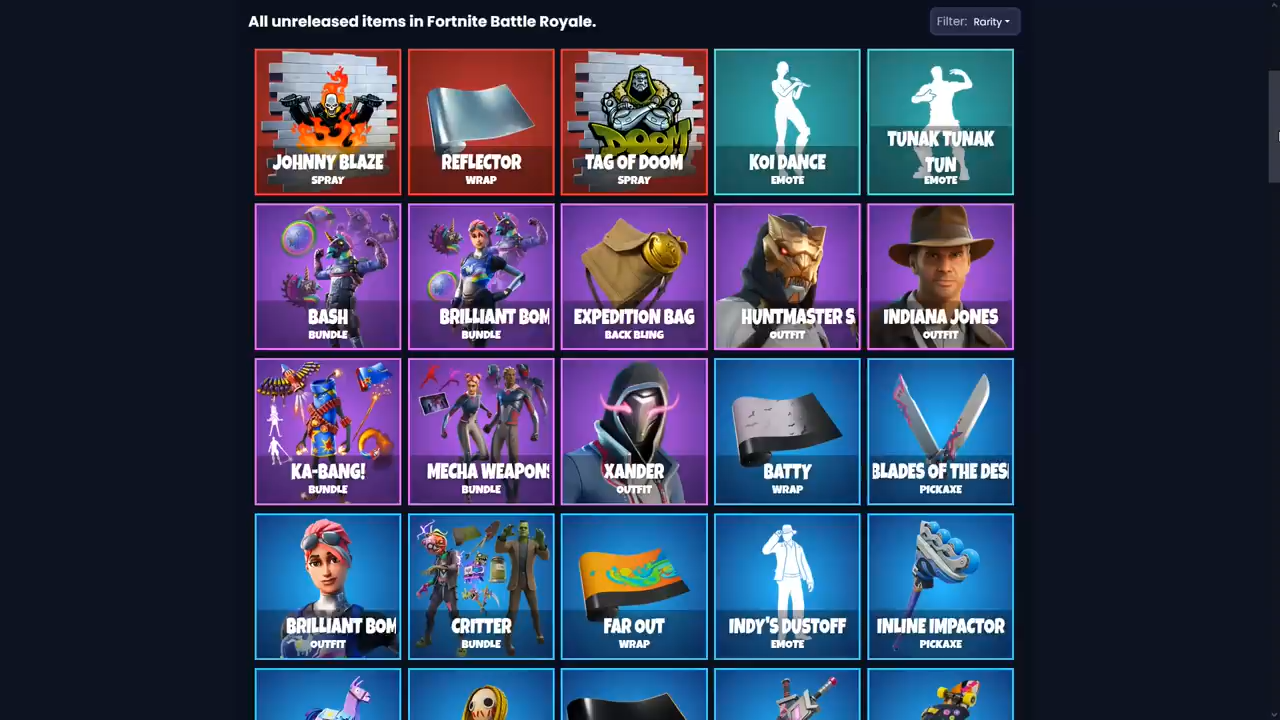 All unreleased items in Fortnite Battle Royale.
Filter: Rarity
JOHNNY BLAZE
SPRAY
REFLECTOR
WRAP
DOOM
TAG OF DOOM
SPRAY
KOI DANCE
EMOTE
TUNAK TUNAK
TUN
EMOTE
BASH
BUNDLE
BRILLIANT BOM
BUNDLE
EXPEDITION BAG
BACK BLING
HUNTMASTER S
OUTFIT
INDIANA JONES
OUTFIT
KA-BANG!
BUNDLE
MECHA WEAPONS
BUNDLE
XANDER
OUTFIT
BATTY
WRAP
BLADES OF THE DES
PICKAXE
BRILLIANT BOM
OUTFIT
CRITTER
BUNDLE
FAR OUT
WRAP
INDY'S DUSTOFF
EMOTE
INLINE IMPACTOR
PICKAXE